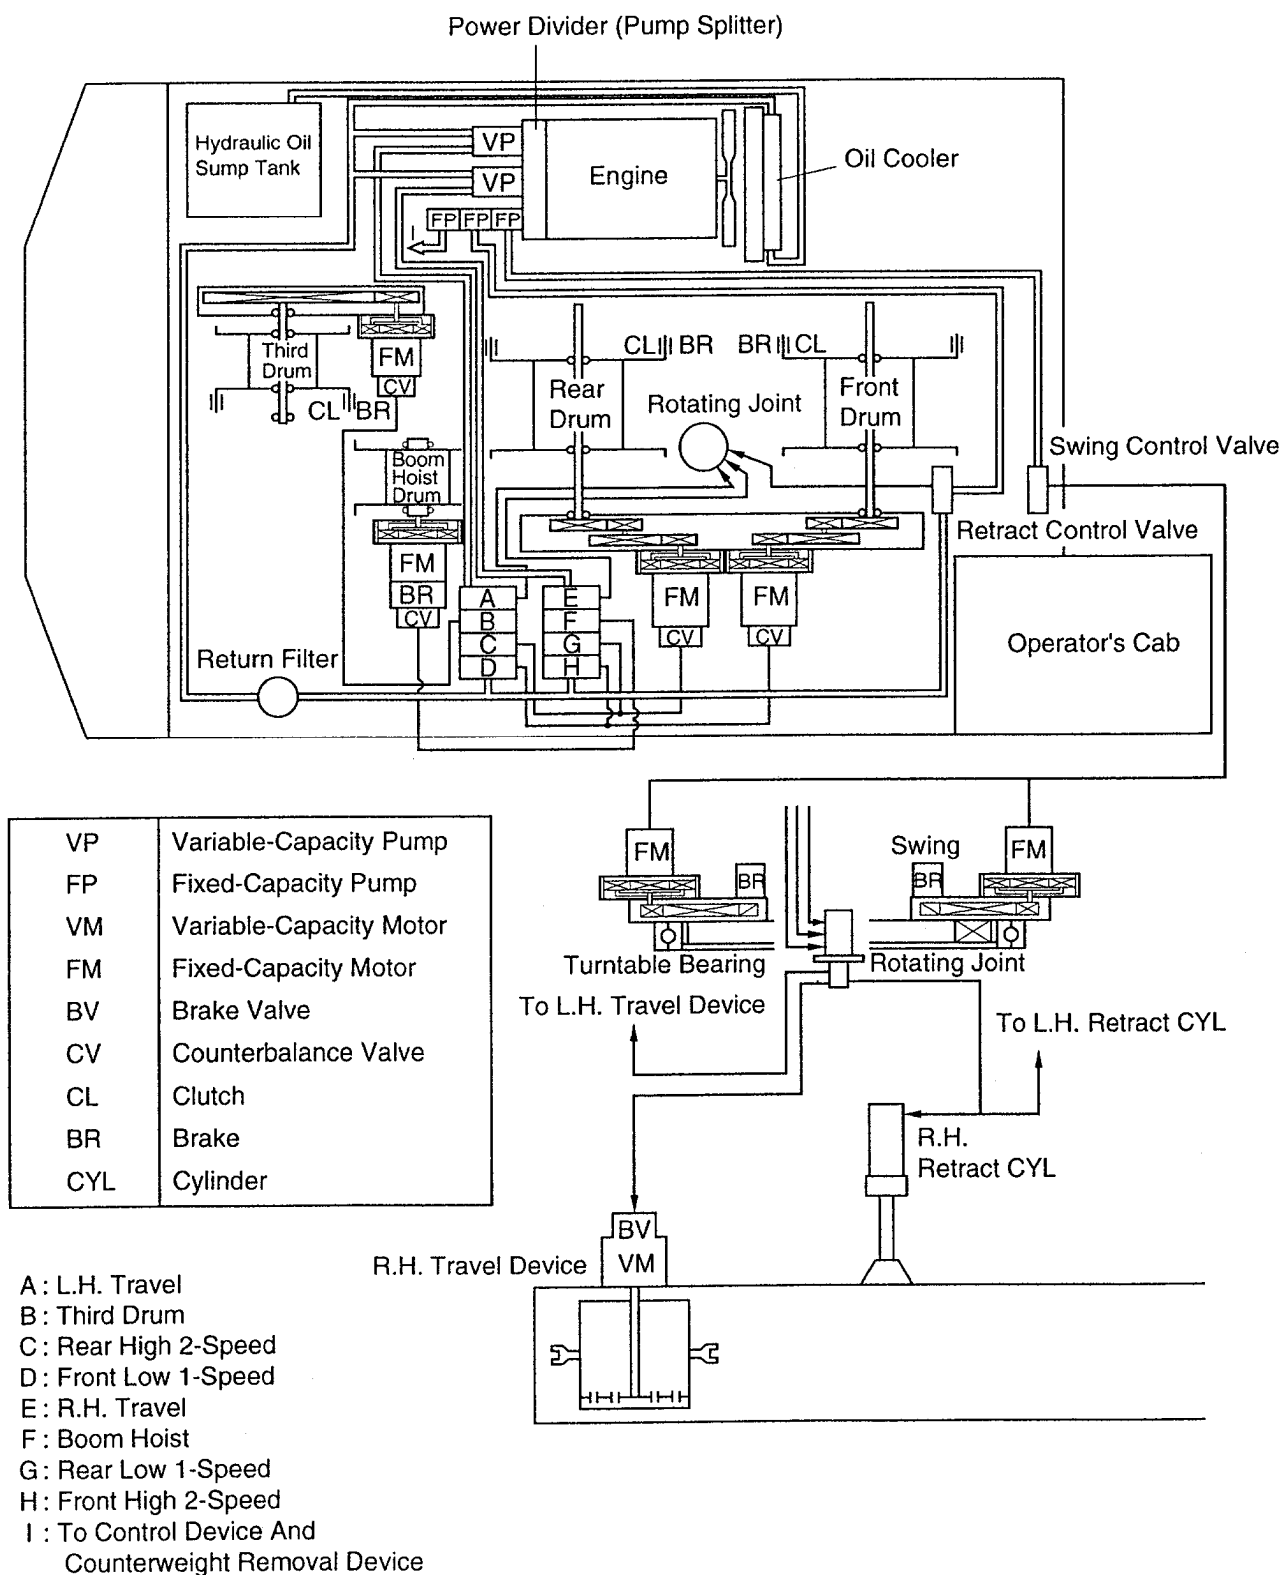 Power Divider (Pump Splitter)
Hydraulic Oil
Sump Tank
VP
VP
Engine
Oil Cooler
FP FP FP
I
Third
Drum
FM
CV
CL BR
CL BR
BR CL
Rear
Drum
Rotating Joint
Front
Drum
Swing Control Valve
Boom
Hoist
Drum
FM
BR
CV
Retract Control Valve
A
B
C
D
E
F
G
H
FM
CV
FM
CV
Operator's Cab
Return Filter
VP Variable-Capacity Pump
FP Fixed-Capacity Pump
VM Variable-Capacity Motor
FM Fixed-Capacity Motor
BV Brake Valve
CV Counterbalance Valve
CL Clutch
BR Brake
CYL Cylinder
FM
BR
Swing
BR
FM
Turntable Bearing
Rotating Joint
To L.H. Travel Device
To L.H. Retract CYL
R.H.
Retract CYL
BV
VM
R.H. Travel Device
A : L.H. Travel
B : Third Drum
C : Rear High 2-Speed
D : Front Low 1-Speed
E : R.H. Travel
F : Boom Hoist
G : Rear Low 1-Speed
H : Front High 2-Speed
I : To Control Device And
Counterweight Removal Device